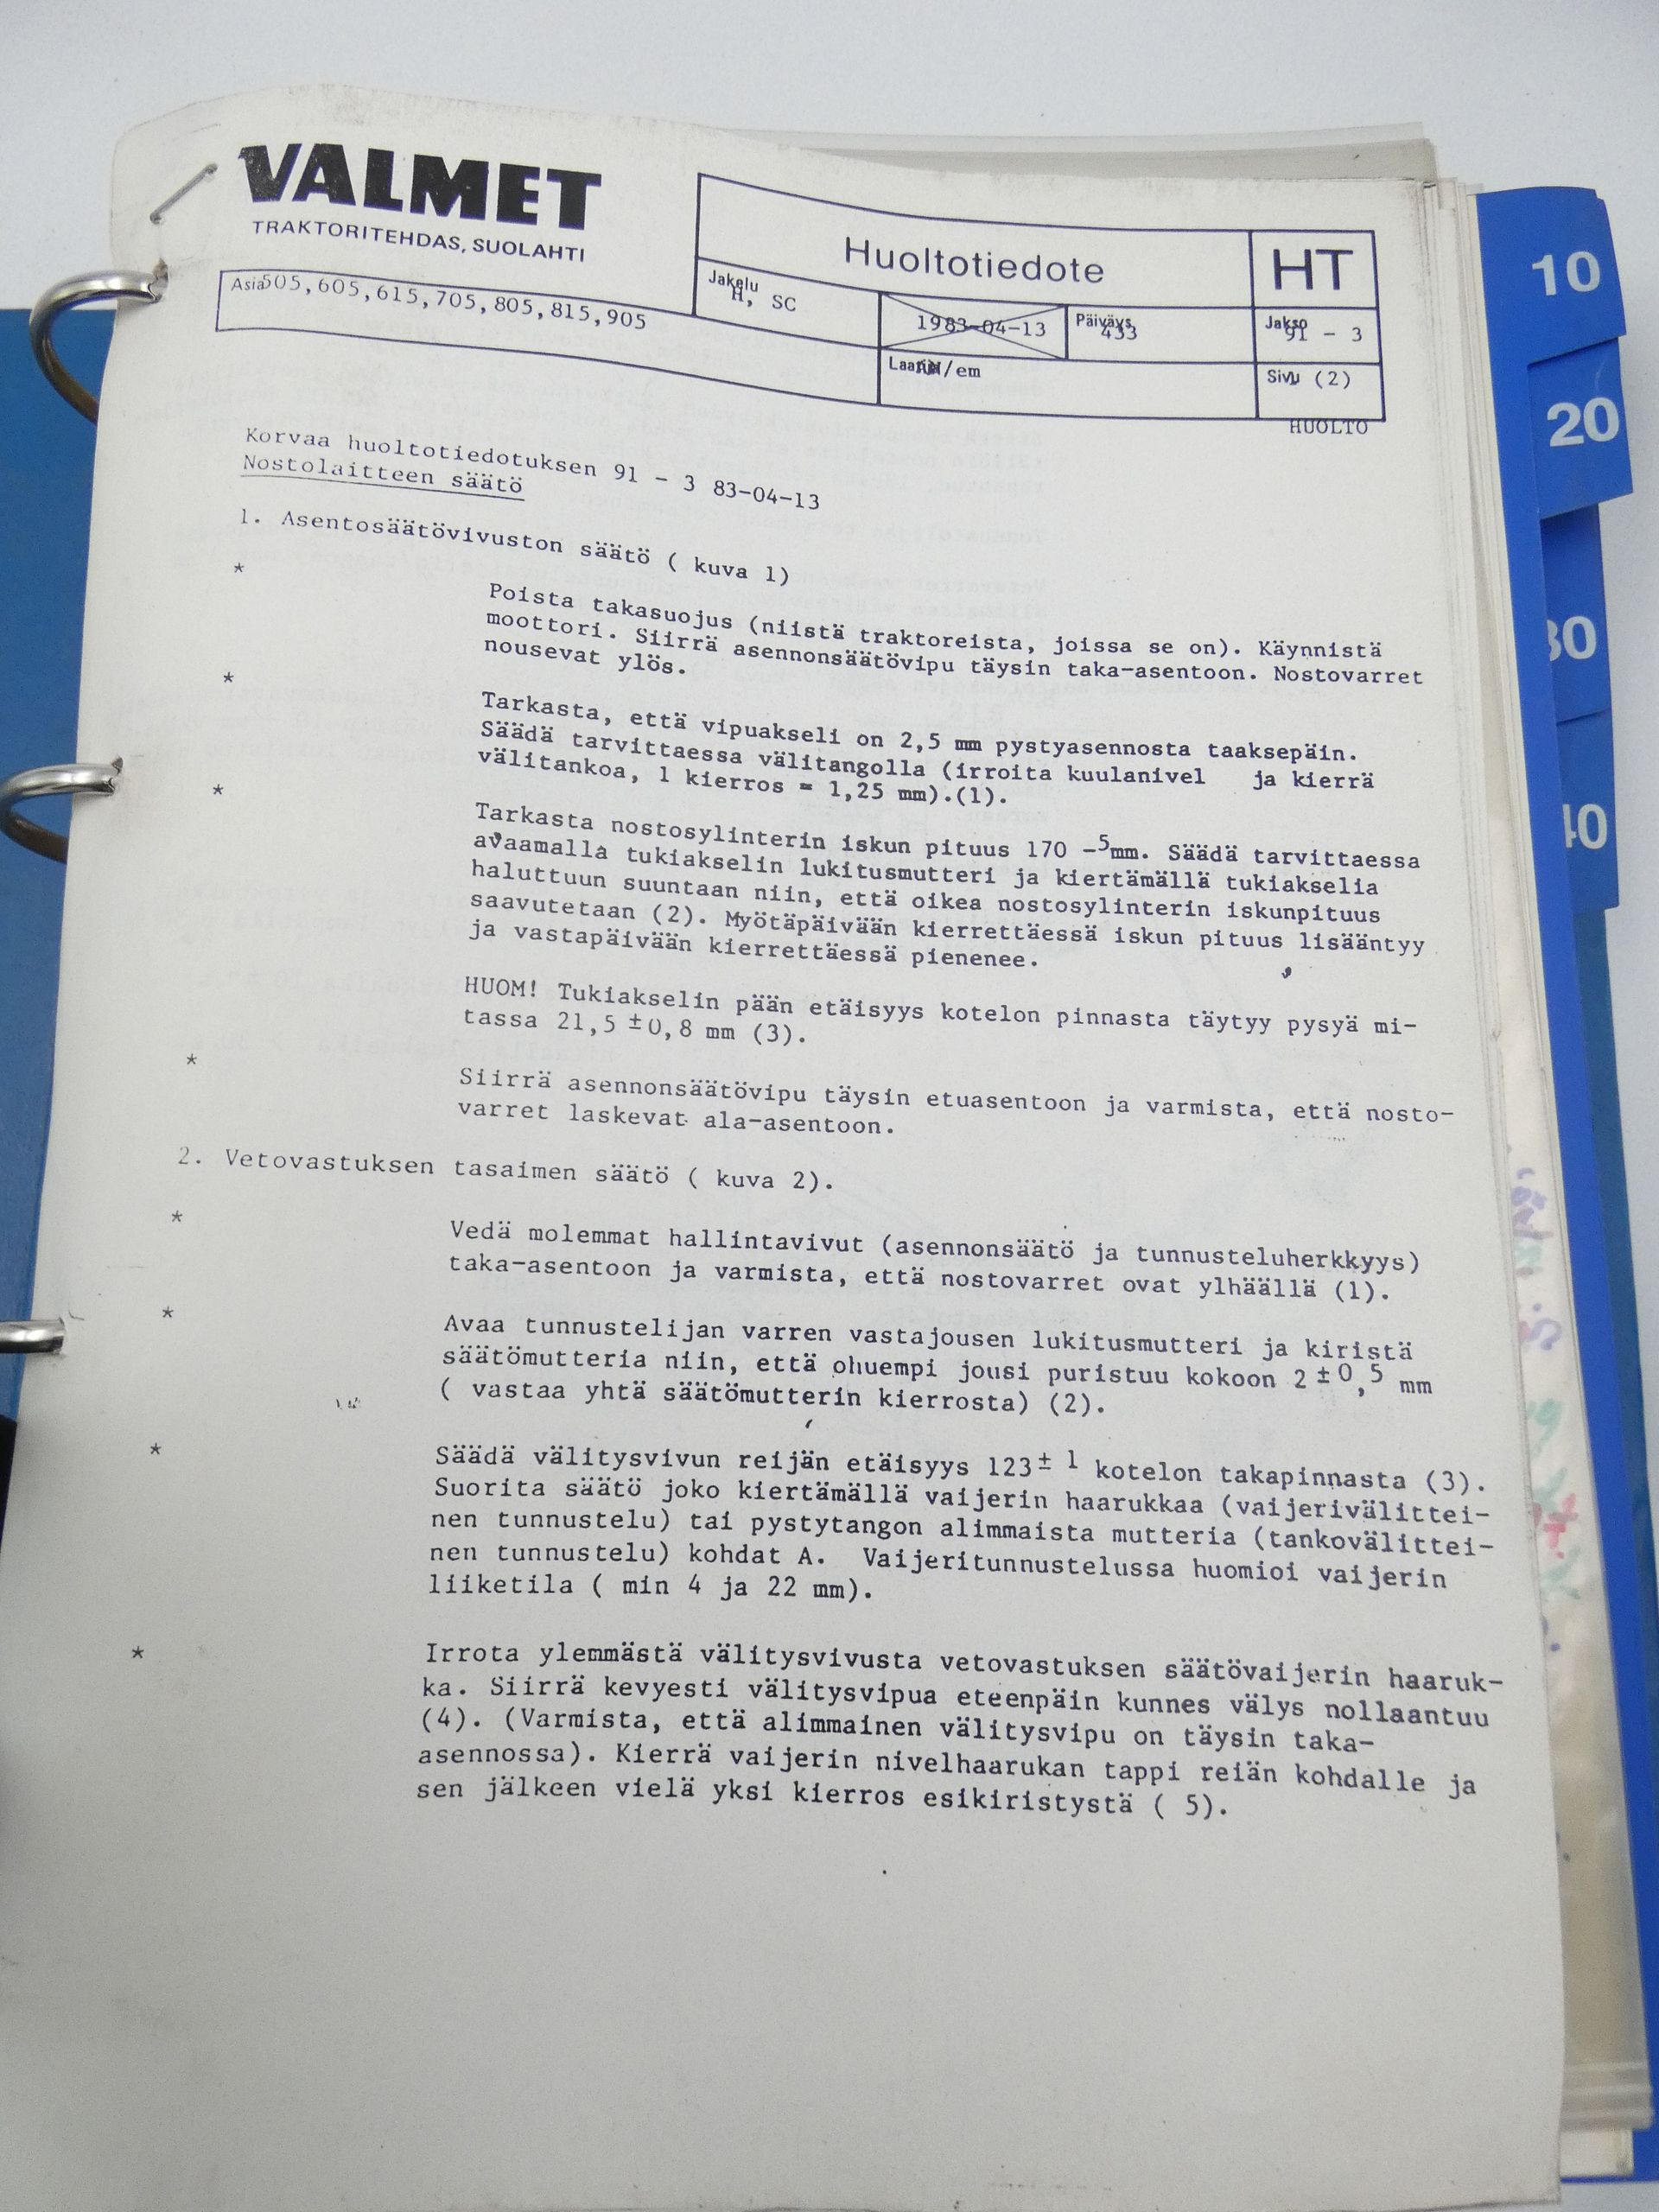 VALMET
TRAKTORITEHDAS, SUOLAHTI
Huoltotiedote
HT
Asia 505,605,615,705,805,815,905
Jakelu
H, SC
1983-04-13
Päiväys
433
Jakso
91 - 3
Laatija /em
Sivu (2)
HUOLTO
Korvaa huoltotiedotuksen 91 - 3 83-04-13
Nostolaitteen säätö
1. Asentosäätövivuston säätö ( kuva 1)
* Poista takasuojus (niistä traktoreista, joissa se on). Käynnistä
moottori. Siirrä asennonsäätövipu täysin taka-asentoon. Nostovarret
nousevat ylös.
* Tarkasta, että vipuakseli on 2,5 mm pystyasennosta taaksepäin.
Säädä tarvittaessa välitangolla (irroita kuulanivel ja kierrä
välitankoa, 1 kierros = 1,25 mm).(1).
* Tarkasta nostosylinterin iskun pituus 170 -5mm. Säädä tarvittaessa
avaamalla tukiakselin lukitusmutteri ja kiertämällä tukiakselia
haluttuun suuntaan niin, että oikea nostosylinterin iskunpituus
saavutetaan (2). Myötäpäivään kierrettäessä iskun pituus lisääntyy
ja vastapäivään kierrettäessä pienenee.
HUOM! Tukiakselin pään etäisyys kotelon pinnasta täytyy pysyä mi-
tassa 21,5 ±0,8 mm (3).
* Siirrä asennonsäätövipu täysin etuasentoon ja varmista, että nosto-
varret laskevat ala-asentoon.
2. Vetovastuksen tasaimen säätö ( kuva 2).
* Vedä molemmat hallintavivut (asennonsäätö ja tunnusteluherkkyys)
taka-asentoon ja varmista, että nostovarret ovat ylhäällä (1).
* Avaa tunnustelijan varren vastajousen lukitusmutteri ja kiristä
säätömutteria niin, että ohuempi jousi puristuu kokoon 2 ±0,5 mm
( vastaa yhtä säätömutterin kierrosta) (2).
* Säädä välitysvivun reijän etäisyys 123± 1 kotelon takapinnasta (3).
Suorita säätö joko kiertämällä vaijerin haarukkaa (vaijerivälittei-
nen tunnustelu) tai pystytangon alimmaista mutteria (tankovälittei-
nen tunnustelu) kohdat A. Vaijeritunnustelussa huomioi vaijerin
liiketila ( min 4 ja 22 mm).
* Irrota ylemmästä välitysvivusta vetovastuksen säätövaijerin haaruk-
ka. Siirrä kevyesti välitysvipua eteenpäin kunnes välys nollaantuu
(4). (Varmista, että alimmainen välitysvipu on täysin taka-
asennossa). Kierrä vaijerin nivelhaarukan tappi reiän kohdalle ja
sen jälkeen vielä yksi kierros esikiristystä ( 5).
10
20
30
40